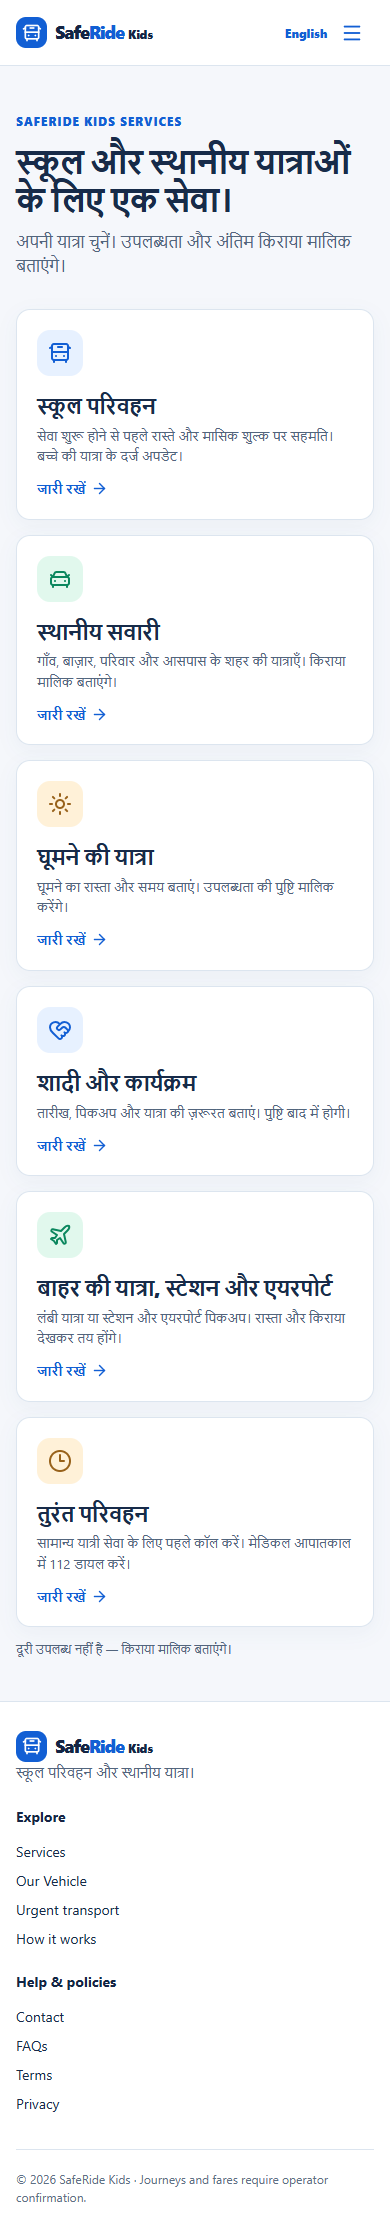 SafeRide Kids
English
SAFERIDE KIDS SERVICES
स्कूल और स्थानीय यात्राओं
के लिए एक सेवा।
अपनी यात्रा चुनें। उपलब्धता और अंतिम किराया मालिक
बताएंगे।
स्कूल परिवहन
सेवा शुरू होने से पहले रास्ते और मासिक शुल्क पर सहमति।
बच्चे की यात्रा के दर्ज अपडेट।
जारी रखें →
स्थानीय सवारी
गाँव, बाज़ार, परिवार और आसपास के शहर की यात्राएँ। किराया
मालिक बताएंगे।
जारी रखें →
घूमने की यात्रा
घूमने का रास्ता और समय बताएं। उपलब्धता की पुष्टि मालिक
करेंगे।
जारी रखें →
शादी और कार्यक्रम
तारीख, पिकअप और यात्रा की ज़रूरत बताएं। पुष्टि बाद में होगी।
जारी रखें →
बाहर की यात्रा, स्टेशन और एयरपोर्ट
लंबी यात्रा या स्टेशन और एयरपोर्ट पिकअप। रास्ता और किराया
देखकर तय होंगे।
जारी रखें →
तुरंत परिवहन
सामान्य यात्री सेवा के लिए पहले कॉल करें। मेडिकल आपातकाल
में 112 डायल करें।
जारी रखें →
दूरी उपलब्ध नहीं है — किराया मालिक बताएंगे।
SafeRide Kids
स्कूल परिवहन और स्थानीय यात्रा।
Explore
Services
Our Vehicle
Urgent transport
How it works
Help & policies
Contact
FAQs
Terms
Privacy
© 2026 SafeRide Kids · Journeys and fares require operator
confirmation.